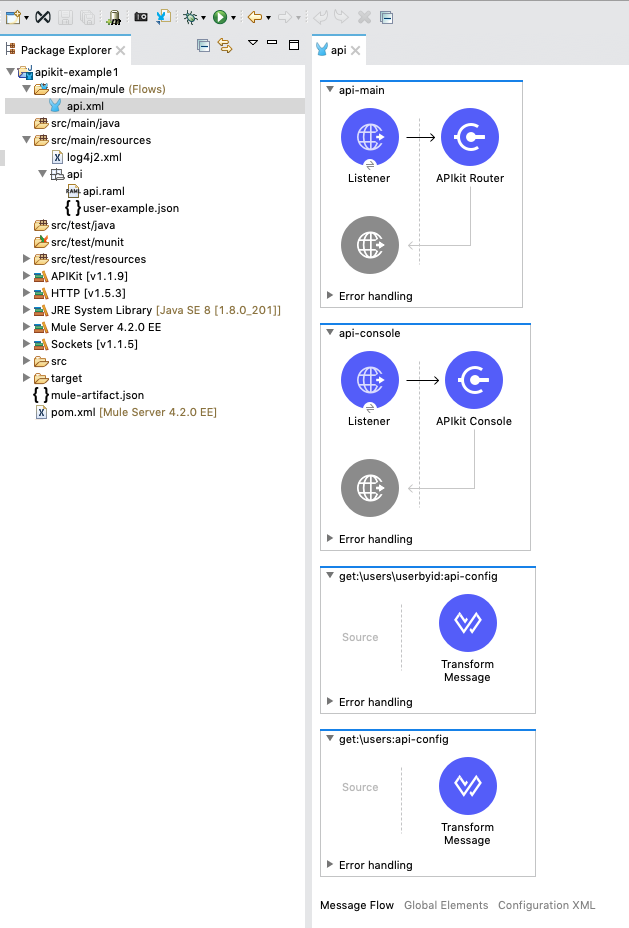 Package Explorer
apikit-example1
src/main/mule (Flows)
api.xml
src/main/java
src/main/resources
log4j2.xml
api
api.raml
user-example.json
src/test/java
src/test/munit
src/test/resources
APIKit [v1.1.9]
HTTP [v1.5.3]
JRE System Library [Java SE 8 [1.8.0_201]]
Mule Server 4.2.0 EE
Sockets [v1.1.5]
src
target
mule-artifact.json
pom.xml [Mule Server 4.2.0 EE]
api
api-main
Listener
APIkit Router
Error handling
api-console
Listener
APIkit Console
Error handling
get:\users\userbyid:api-config
Source
Transform
Message
Error handling
get:\users:api-config
Source
Transform
Message
Error handling
Message Flow Global Elements Configuration XML